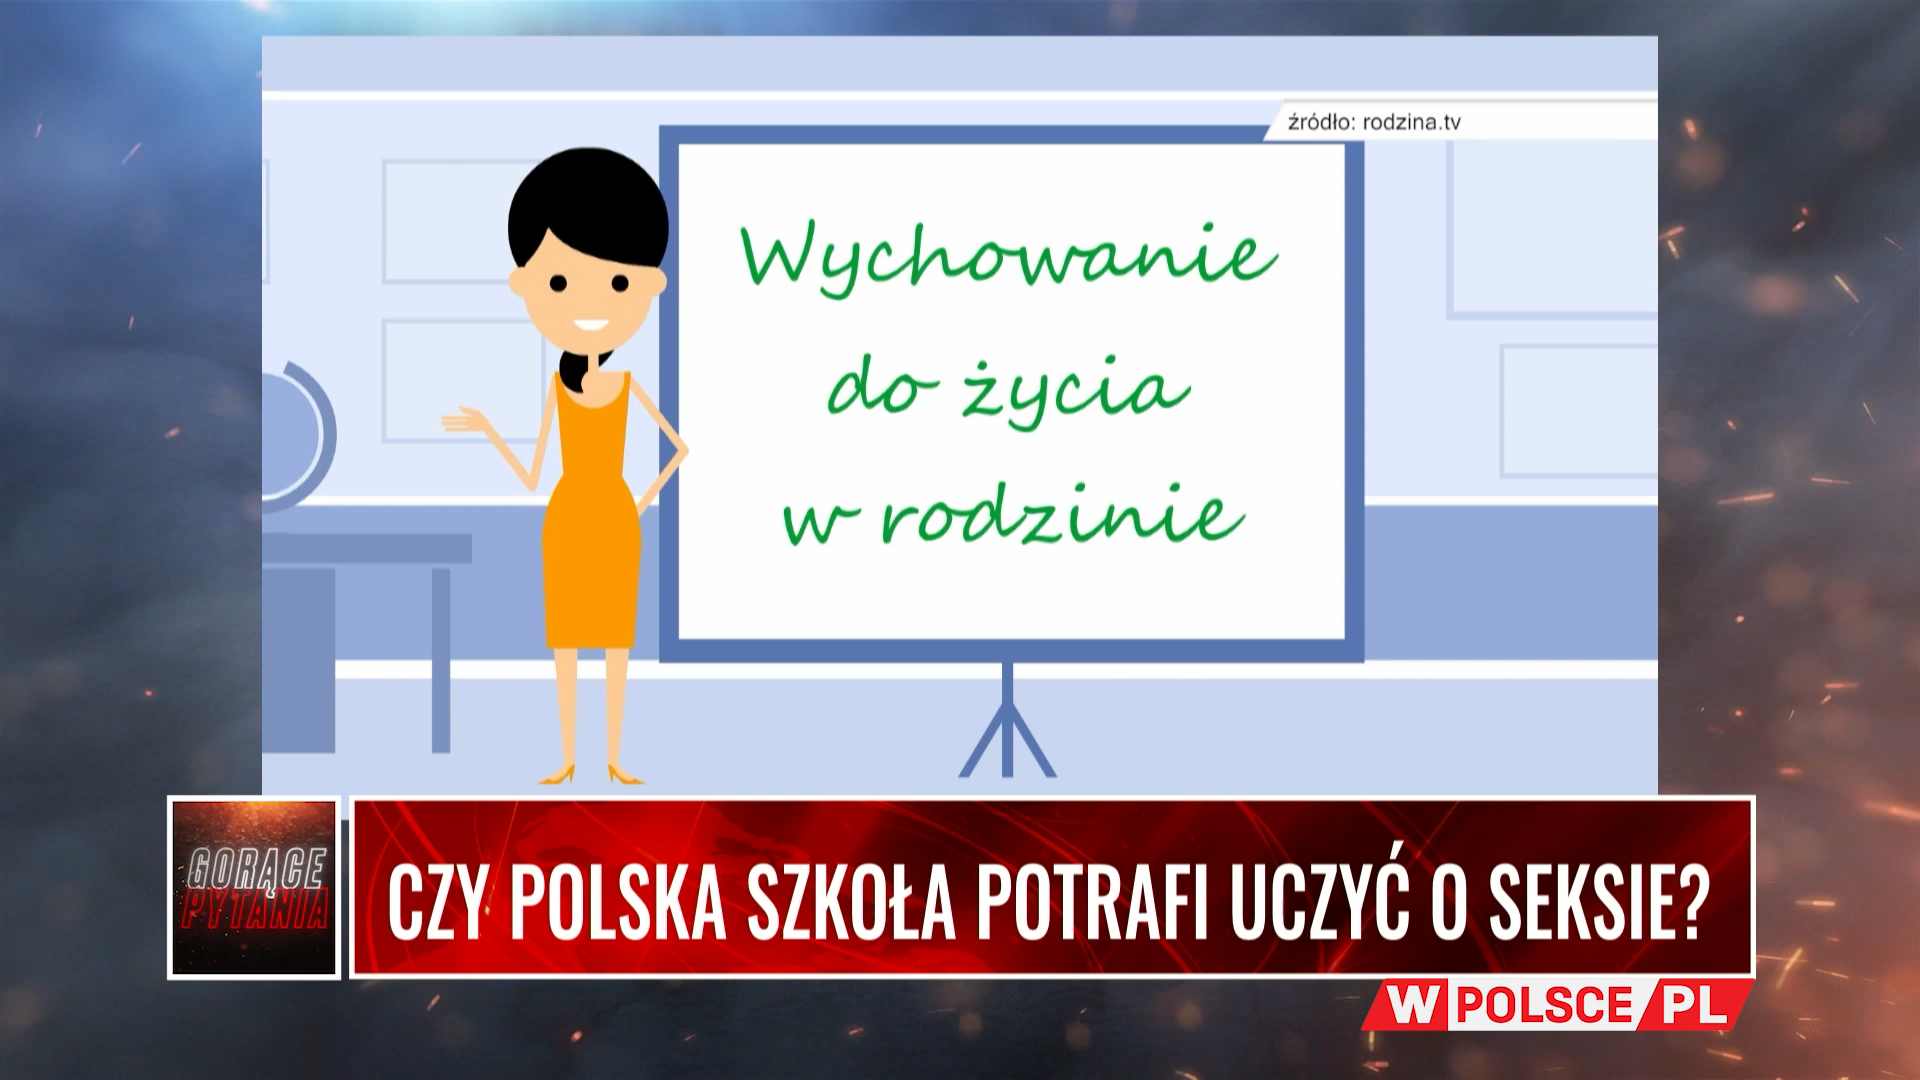 źródło: rodzina.tv
Wychowanie
do życia
w rodzinie
GORĄCE
PYTANIA
CZY POLSKA SZKOŁA POTRAFI UCZYĆ O SEKSIE?
WPOLSCE/PL